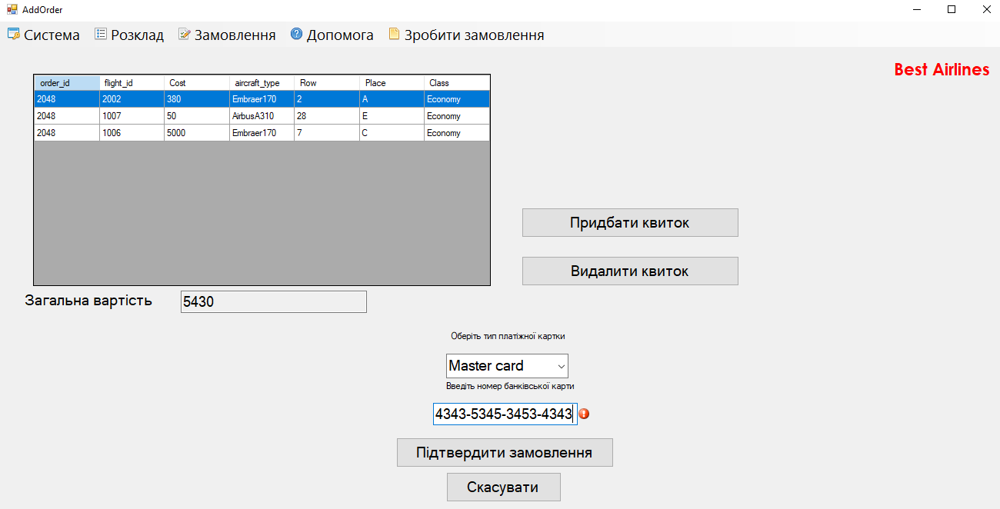 AddOrder
Система Розклад Замовлення Допомога Зробити замовлення
Best Airlines
order_id flight_id Cost aircraft_type Row Place Class
2048 2002 380 Embraer170 2 A Economy
2048 1007 50 AirbusA310 28 E Economy
2048 1006 5000 Embraer170 7 C Economy
Придбати квиток
Видалити квиток
Загальна вартість 5430
Оберіть тип платіжної картки
Master card
Введіть номер банківської карти
4343-5345-3453-4343
Підтвердити замовлення
Скасувати